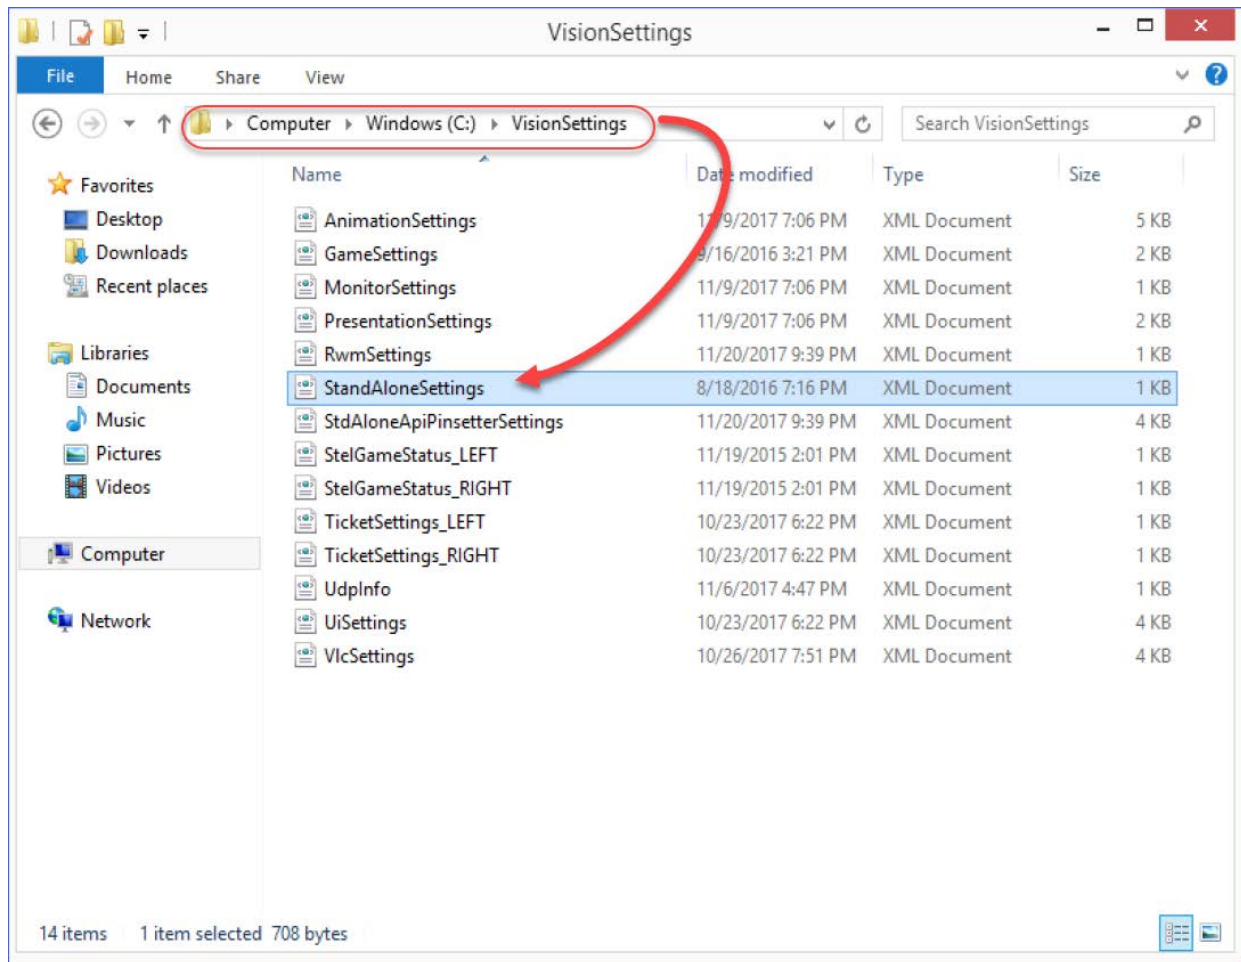 VisionSettings
File Home Share View
Computer Windows (C:) VisionSettings Search VisionSettings
Name Date modified Type Size
Favorites
Desktop
Downloads
Recent places
Libraries
Documents
Music
Pictures
Videos
Computer
Network
AnimationSettings 11/9/2017 7:06 PM XML Document 5 KB
GameSettings 9/16/2016 3:21 PM XML Document 2 KB
MonitorSettings 11/9/2017 7:06 PM XML Document 1 KB
PresentationSettings 11/9/2017 7:06 PM XML Document 2 KB
RwmSettings 11/20/2017 9:39 PM XML Document 1 KB
StandAloneSettings 8/18/2016 7:16 PM XML Document 1 KB
StdAloneApiPinsetterSettings 11/20/2017 9:39 PM XML Document 4 KB
StelGameStatus_LEFT 11/19/2015 2:01 PM XML Document 1 KB
StelGameStatus_RIGHT 11/19/2015 2:01 PM XML Document 1 KB
TicketSettings_LEFT 10/23/2017 6:22 PM XML Document 1 KB
TicketSettings_RIGHT 10/23/2017 6:22 PM XML Document 1 KB
UdpInfo 11/6/2017 4:47 PM XML Document 1 KB
UiSettings 10/23/2017 6:22 PM XML Document 4 KB
VlcSettings 10/26/2017 7:51 PM XML Document 4 KB
14 items 1 item selected 708 bytes